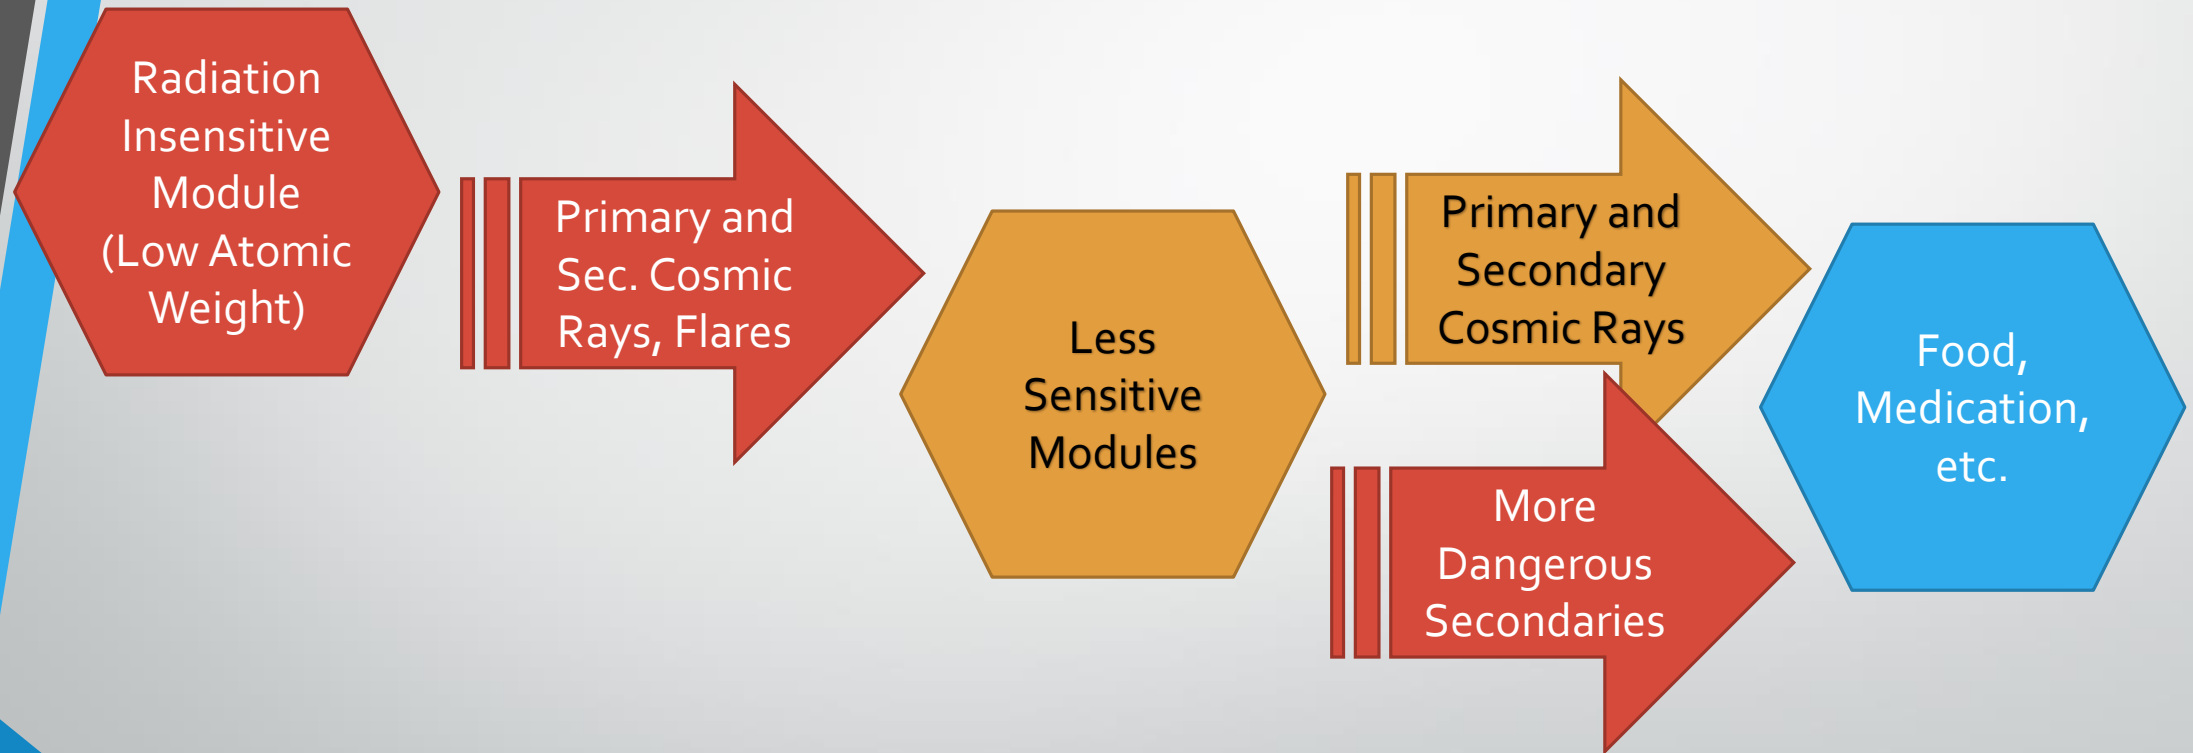 Radiation
Insensitive
Module
(Low Atomic
Weight)
Primary and
Sec. Cosmic
Rays, Flares
Less
Sensitive
Modules
Primary and
Secondary
Cosmic Rays
More
Dangerous
Secondaries
Food,
Medication,
etc.